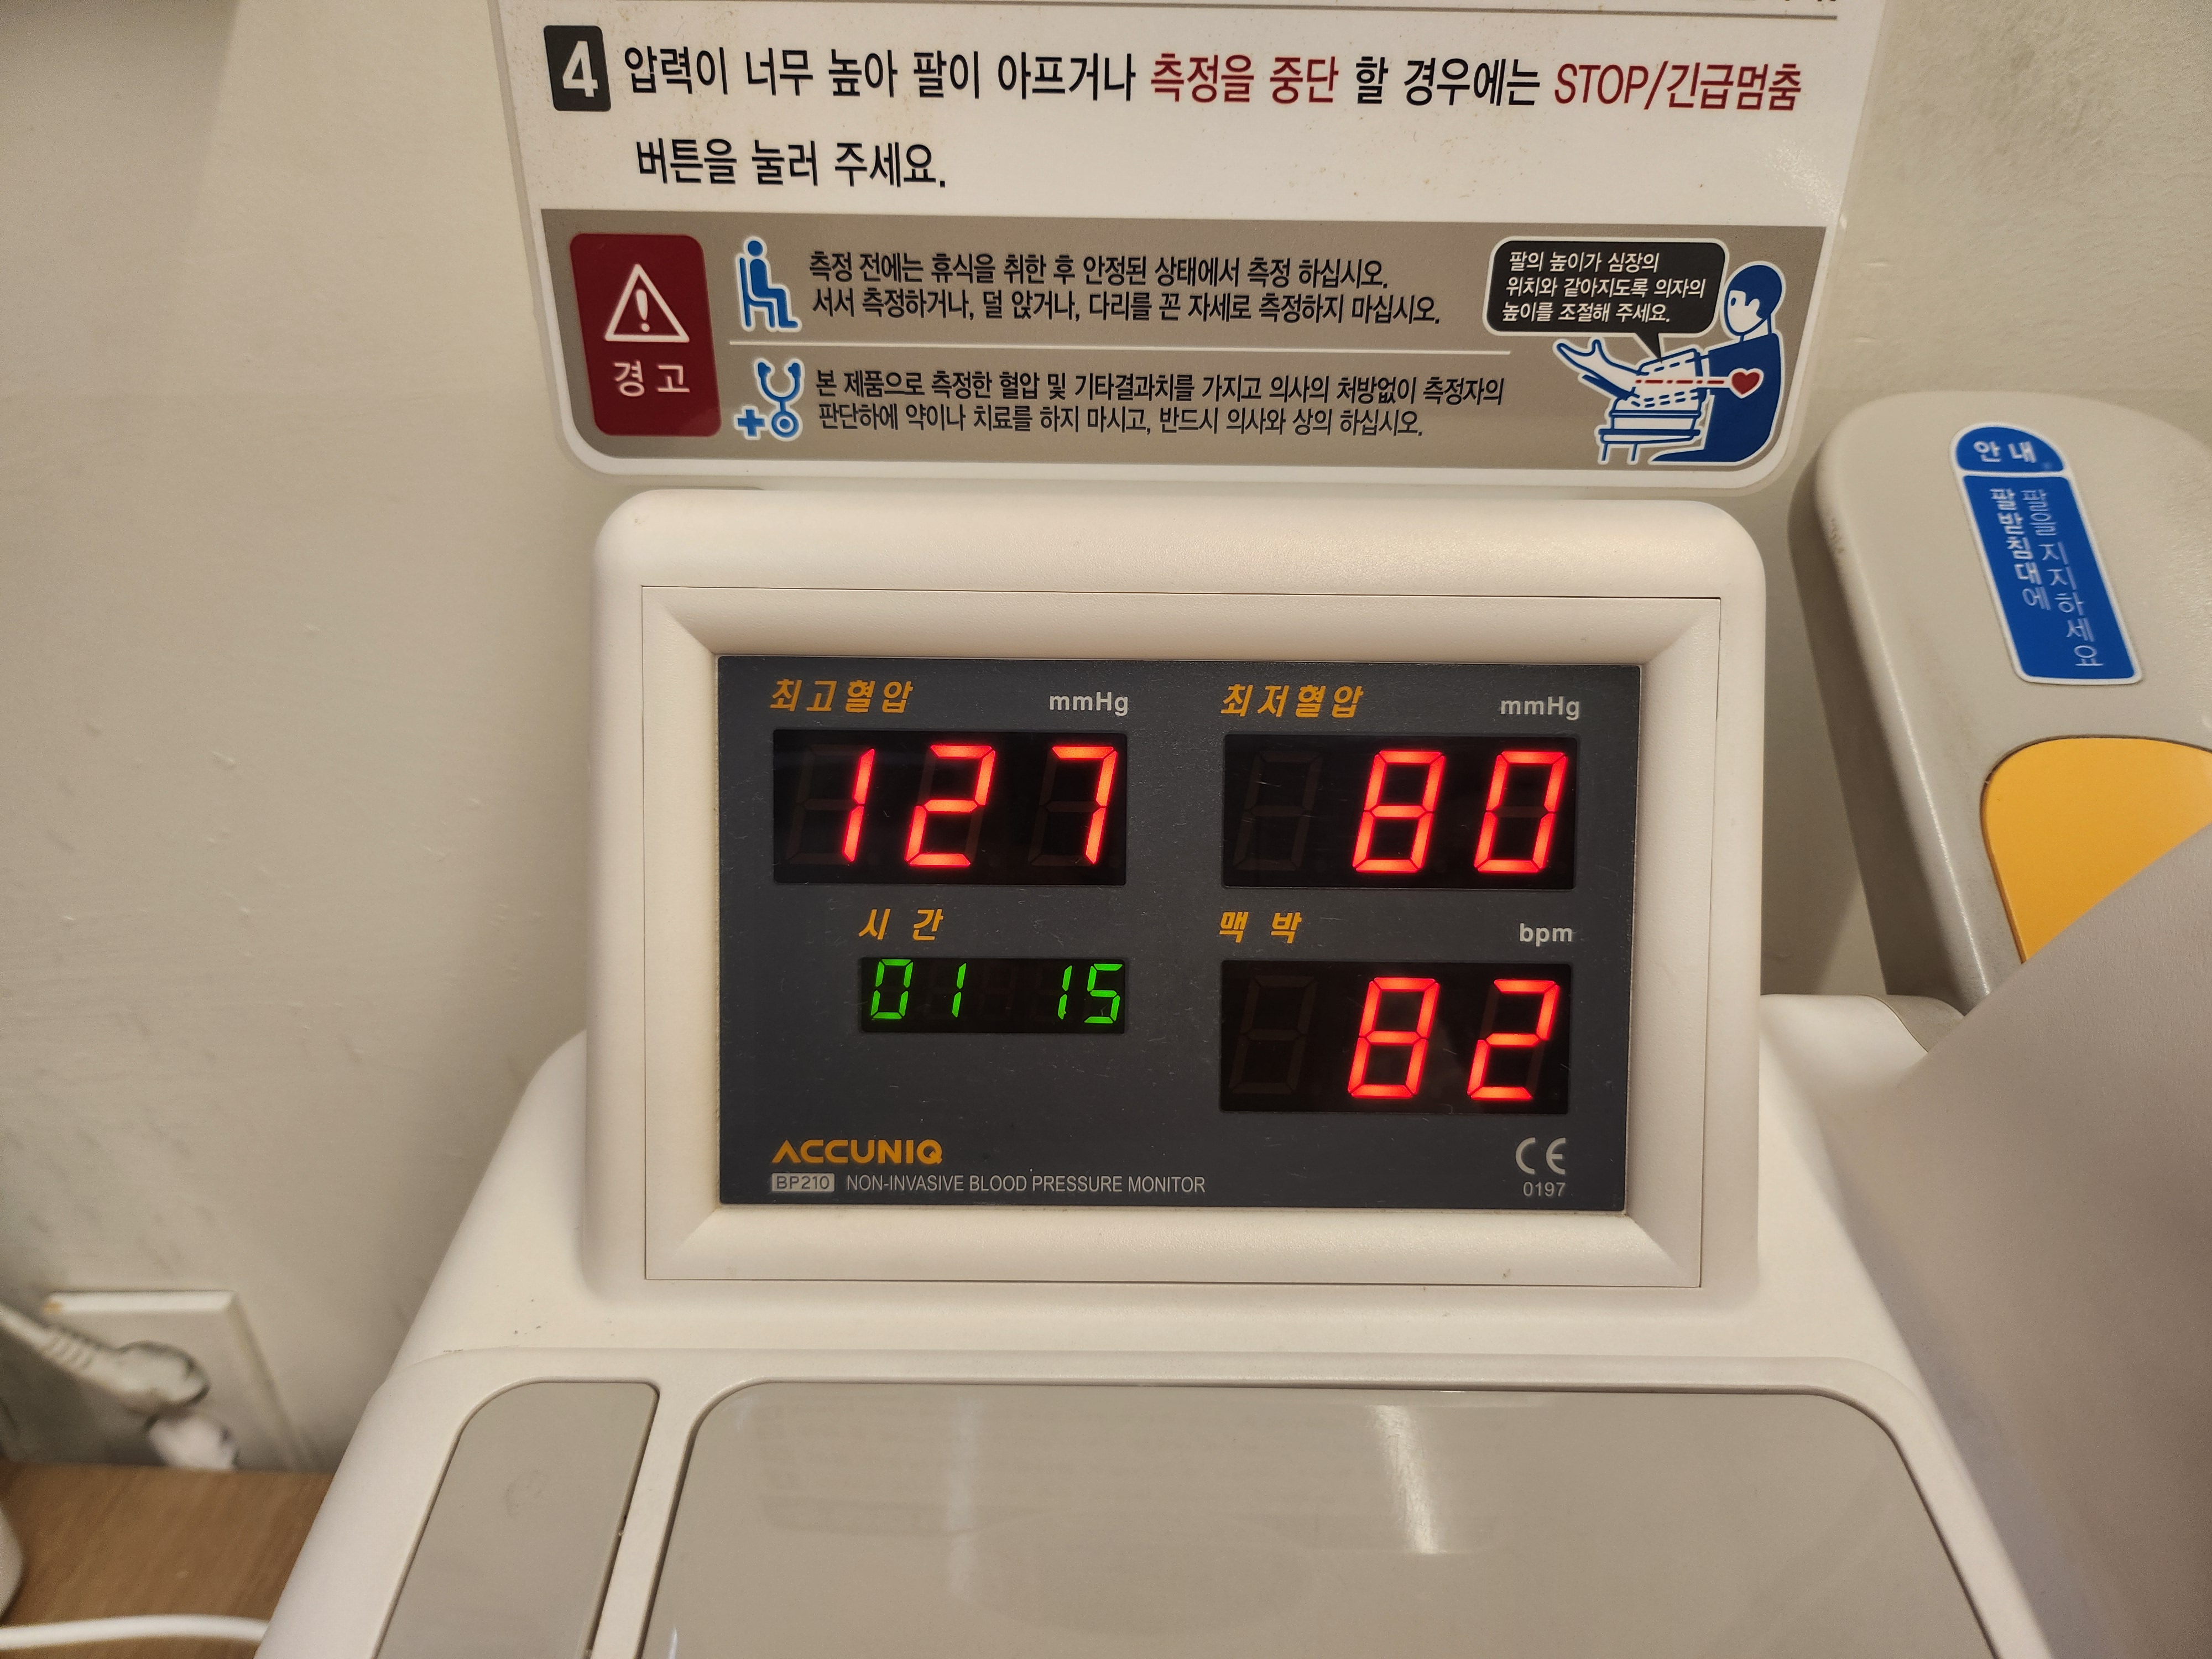 4 압력이 너무 높아 팔이 아프거나 측정을 중단 할 경우에는 STOP/긴급멈춤
버튼을 눌러 주세요.
경고
측정 전에는 휴식을 취한 후 안정된 상태에서 측정 하십시오.
서서 측정하거나, 덜 앉거나, 다리를 꼰 자세로 측정하지 마십시오.
본 제품으로 측정한 혈압 및 기타결과치를 가지고 의사의 처방없이 측정자의
판단하에 약이나 치료를 하지 마시고, 반드시 의사와 상의 하십시오.
팔의 높이가 심장의
위치와 같아지도록 의자의
높이를 조절해 주세요.
안내
팔을 지지하세요
팔받침대에
최고혈압 mmHg
127
최저혈압 mmHg
80
시간
01 15
맥박 bpm
82
ACCUNIQ
BP210 NON-INVASIVE BLOOD PRESSURE MONITOR
CE
0197